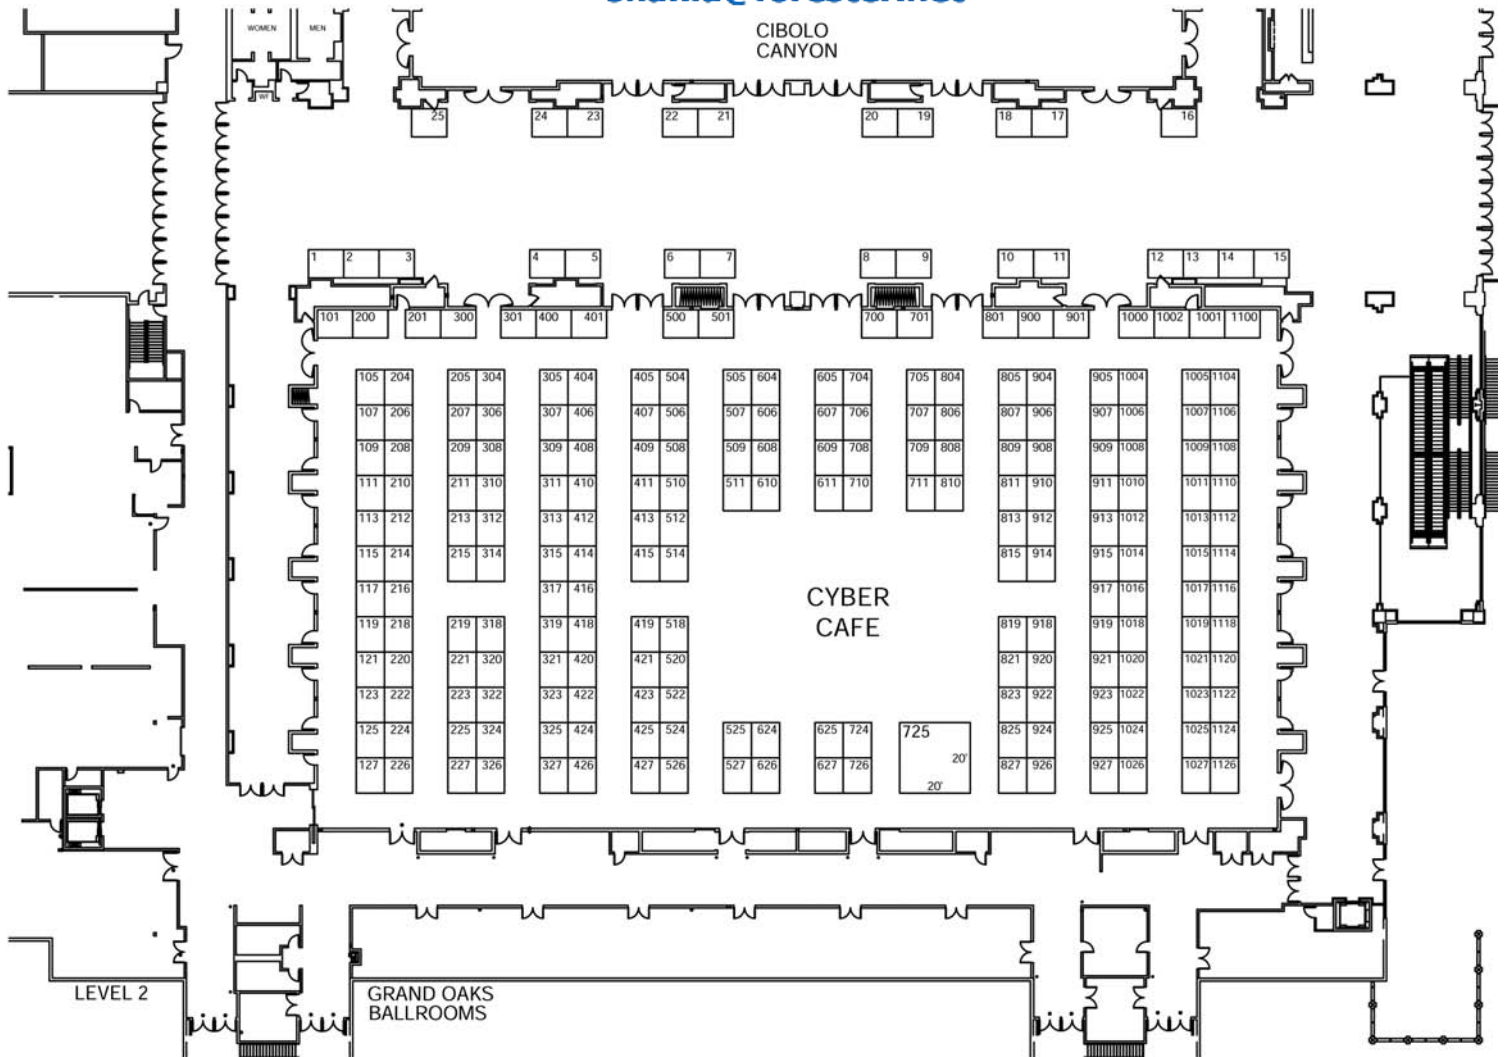 WOMEN MEN
CIBOLO
CANYON
WF
25 24 23 22 21 20 19 18 17 16
1 2 3 4 5 6 7 8 9 10 11 12 13 14 15
101 200 201 300 301 400 401 500 501 700 701 801 900 901 1000 1002 1001 1100
105 204 205 304 305 404 405 504 505 604 605 704 705 804 805 904 905 1004 1005 1104
107 206 207 306 307 406 407 506 507 606 607 706 707 806 807 906 907 1006 1007 1106
109 208 209 308 309 408 409 508 509 608 609 708 709 808 809 908 909 1008 1009 1108
111 210 211 310 311 410 411 510 511 610 611 710 711 810 811 910 911 1010 1011 1110
113 212 213 312 313 412 413 512 813 912 913 1012 1013 1112
115 214 215 314 315 414 415 514 815 914 915 1014 1015 1114
117 216 317 416 917 1016 1017 1116
CYBER
CAFE
119 218 219 318 319 418 419 518 819 918 919 1018 1019 1118
121 220 221 320 321 420 421 520 821 920 921 1020 1021 1120
123 222 223 322 323 422 423 522 823 922 923 1022 1023 1122
125 224 225 324 325 424 425 524 525 624 625 724 725 825 924 925 1024 1025 1124
20'
127 226 227 326 327 426 427 526 527 626 627 726 827 926 927 1026 1027 1126
20'
LEVEL 2
GRAND OAKS
BALLROOMS